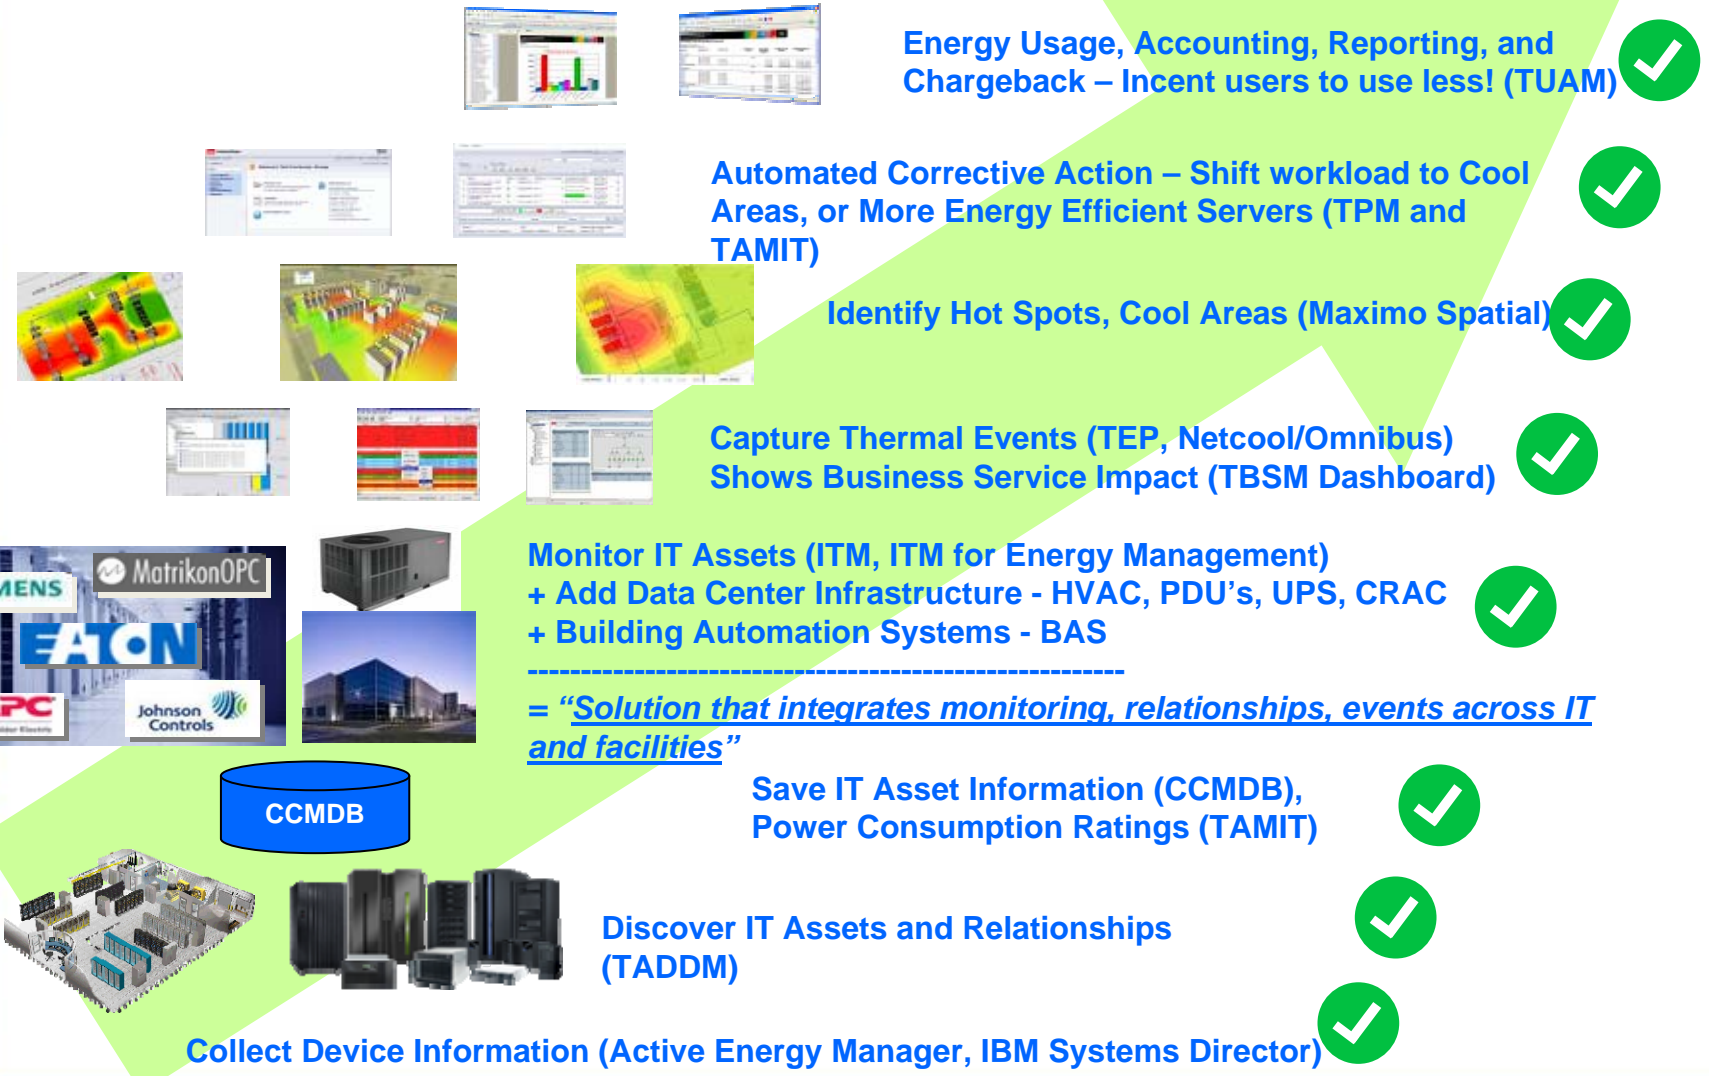 Energy Usage, Accounting, Reporting, and
Chargeback – Incent users to use less! (TUAM)
Automated Corrective Action – Shift workload to Cool
Areas, or More Energy Efficient Servers (TPM and
TAMIT)
Identify Hot Spots, Cool Areas (Maximo Spatial)
Capture Thermal Events (TEP, Netcool/Omnibus)
Shows Business Service Impact (TBSM Dashboard)
MatrikonOPC
MENS
EATON
PC
Johnson
Controls
Monitor IT Assets (ITM, ITM for Energy Management)
+ Add Data Center Infrastructure - HVAC, PDU's, UPS, CRAC
+ Building Automation Systems - BAS
--------------------------------------------------------
= “Solution that integrates monitoring, relationships, events across IT
and facilities”
CCMDB
Save IT Asset Information (CCMDB),
Power Consumption Ratings (TAMIT)
Discover IT Assets and Relationships
(TADDM)
Collect Device Information (Active Energy Manager, IBM Systems Director)